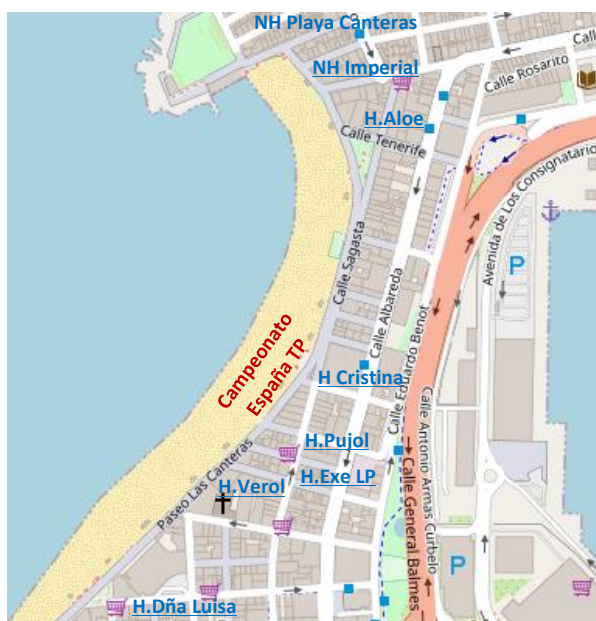 NH Playa Canteras
NH Imperial
Calle Rosarito
H.Aloe
Calle Tenerife
Avenida de Los Consignatario
P
Calle Sagasta
Calle Albareda
Calle Eduardo Benot
Campeonato
España TP
H Cristina
Calle Antonio Armas Curbelo
H.Pujol
H.Exe LP
Calle General Balmes
Paseo Las Canteras
H.Verol
P
H.Dña Luisa